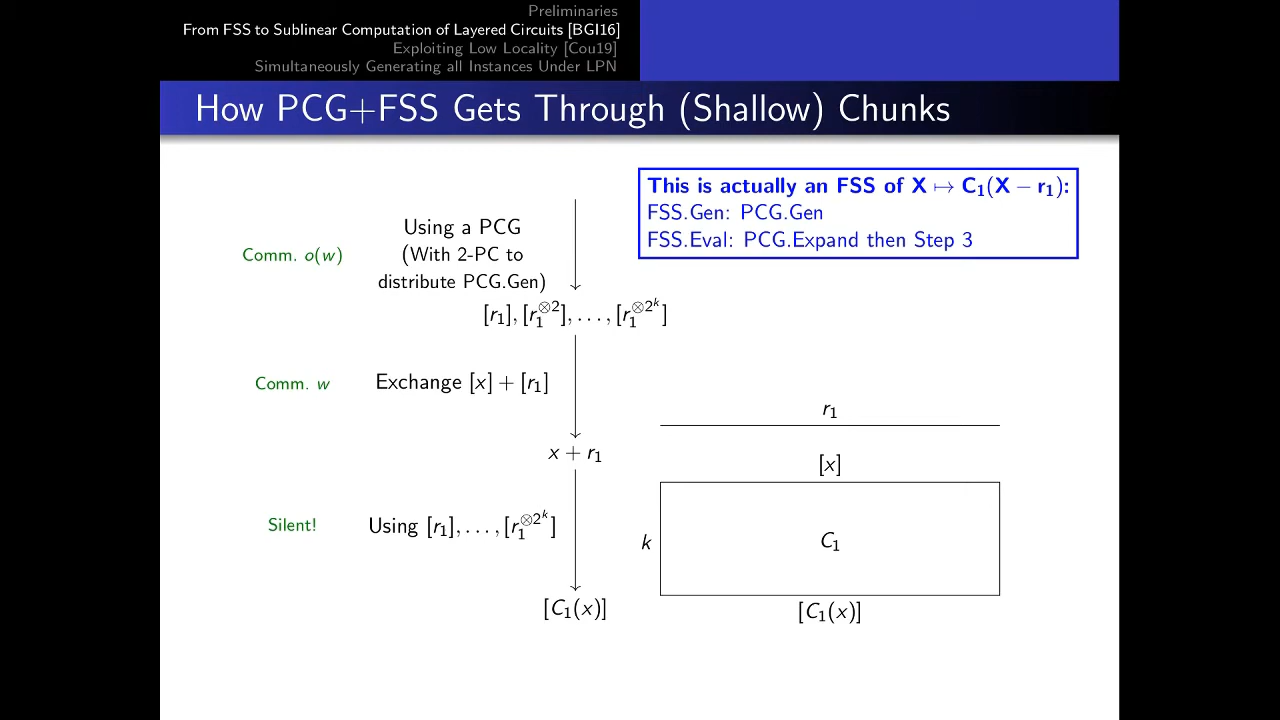 Preliminaries
From FSS to Sublinear Computation of Layered Circuits [BGI16]
Exploiting Low Locality [Cou19]
Simultaneously Generating all Instances Under LPN
How PCG+FSS Gets Through (Shallow) Chunks
This is actually an FSS of X ↦ C₁(X − r₁):
FSS.Gen: PCG.Gen
FSS.Eval: PCG.Expand then Step 3
Using a PCG
(With 2-PC to
distribute PCG.Gen)
Comm. o(w)
[r₁], [r₁^{⊗2}], . . . , [r₁^{⊗2^k}]
Comm. w
Exchange [x] + [r₁]
x + r₁
r₁
[x]
Silent!
Using [r₁], . . . , [r₁^{⊗2^k}]
k
C₁
[C₁(x)]
[C₁(x)]